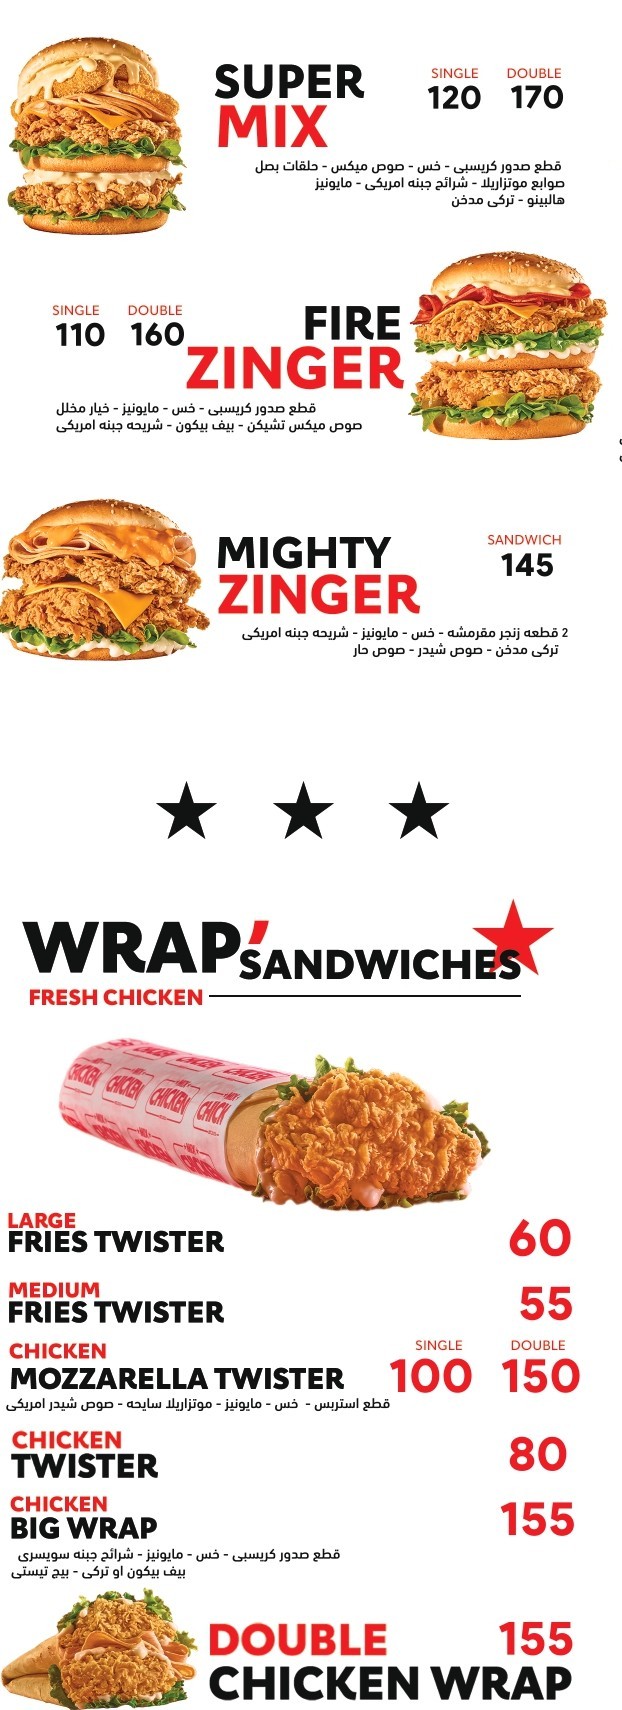 SUPER
MIX
SINGLE DOUBLE
120 170
قطع صدور كريسبى - خس - صوص ميكس - حلقات بصل
صوابع موتزاريلا - شرائح جبنه امريكى - مايونيز
هالبينو - تركى مدخن
SINGLE DOUBLE
110 160
FIRE
ZINGER
قطع صدور كريسبى - خس - مايونيز - خيار مخلل
صوص ميكس تشيكن - بيف بيكون - شريحه جبنه امريكى
MIGHTY
ZINGER
SANDWICH
145
2 قطعه زنجر مقرمشه - خس - مايونيز - شريحه جبنه امريكى
تركى مدخن - صوص شيدر - صوص حار
WRAP' SANDWICHES
FRESH CHICKEN
CHICKEN CHICKEN CHICKEN
LARGE
FRIES TWISTER 60
MEDIUM
FRIES TWISTER 55
CHICKEN SINGLE DOUBLE
MOZZARELLA TWISTER 100 150
قطع استربس - خس - مايونيز - موتزاريلا سايحه - صوص شيدر امريكى
CHICKEN
TWISTER 80
CHICKEN
BIG WRAP 155
قطع صدور كريسبى - خس - مايونيز - شرائح جبنه سويسرى
بيف بيكون او تركى - بيج تيستى
DOUBLE 155
CHICKEN WRAP